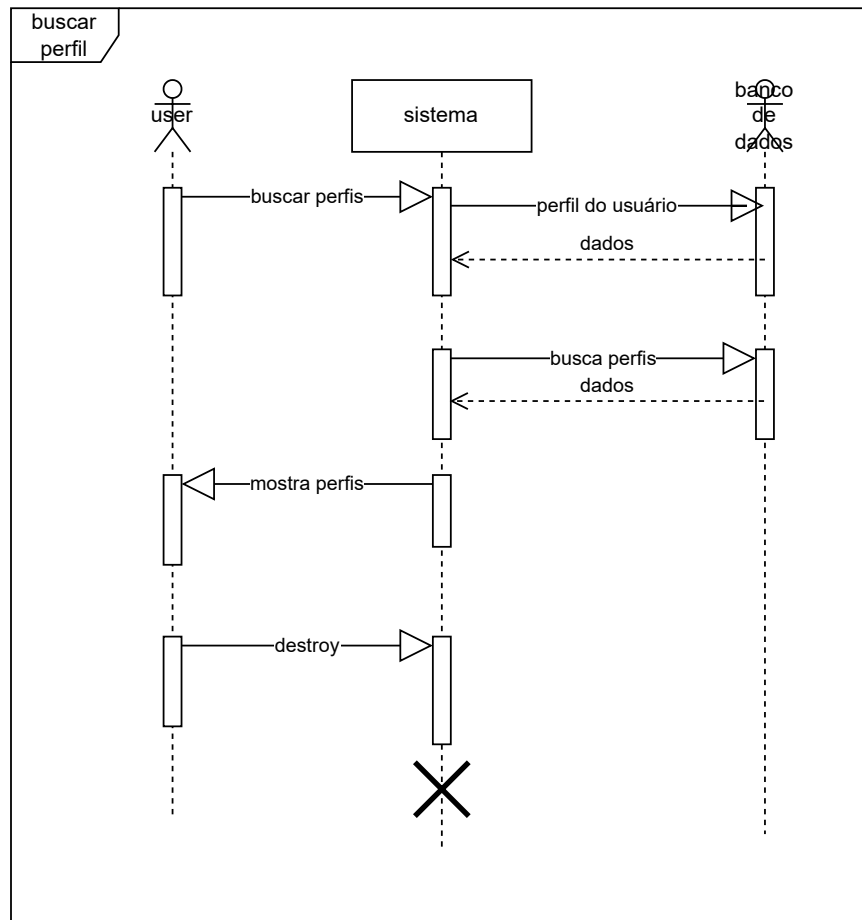 buscar
perfil
user
sistema
banco
de
dados
buscar perfis
perfil do usuário
dados
busca perfis
dados
mostra perfis
destroy